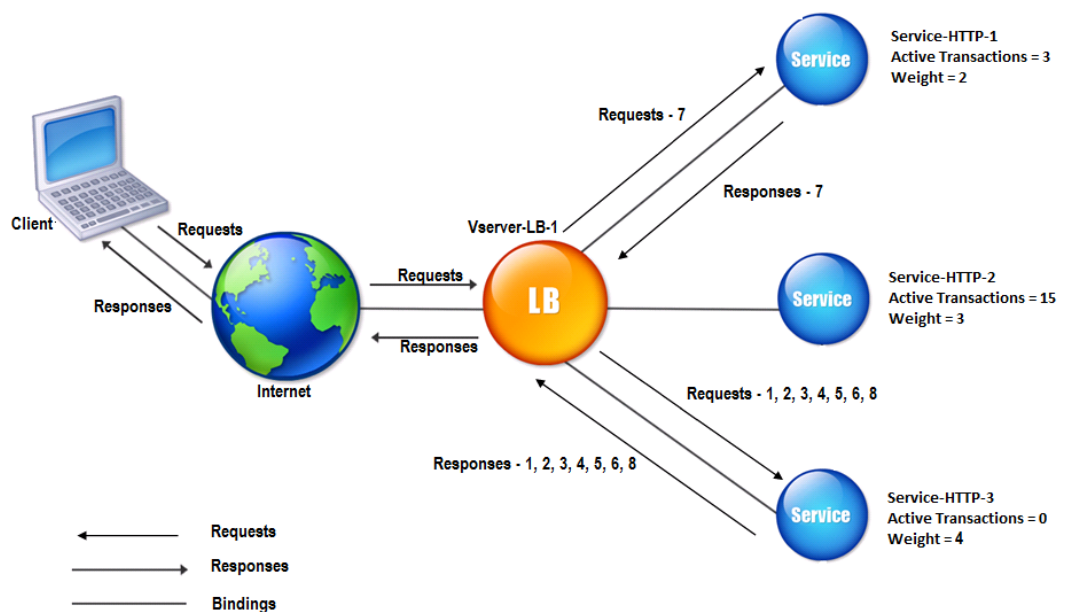 Service-HTTP-1
Active Transactions = 3
Weight = 2
Service
Requests - 7
Responses - 7
Client
Requests
Responses
Internet
Vserver-LB-1
Requests
Responses
LB
Service
Service-HTTP-2
Active Transactions = 15
Weight = 3
Requests - 1, 2, 3, 4, 5, 6, 8
Responses - 1, 2, 3, 4, 5, 6, 8
Service
Service-HTTP-3
Active Transactions = 0
Weight = 4
Requests
Responses
Bindings